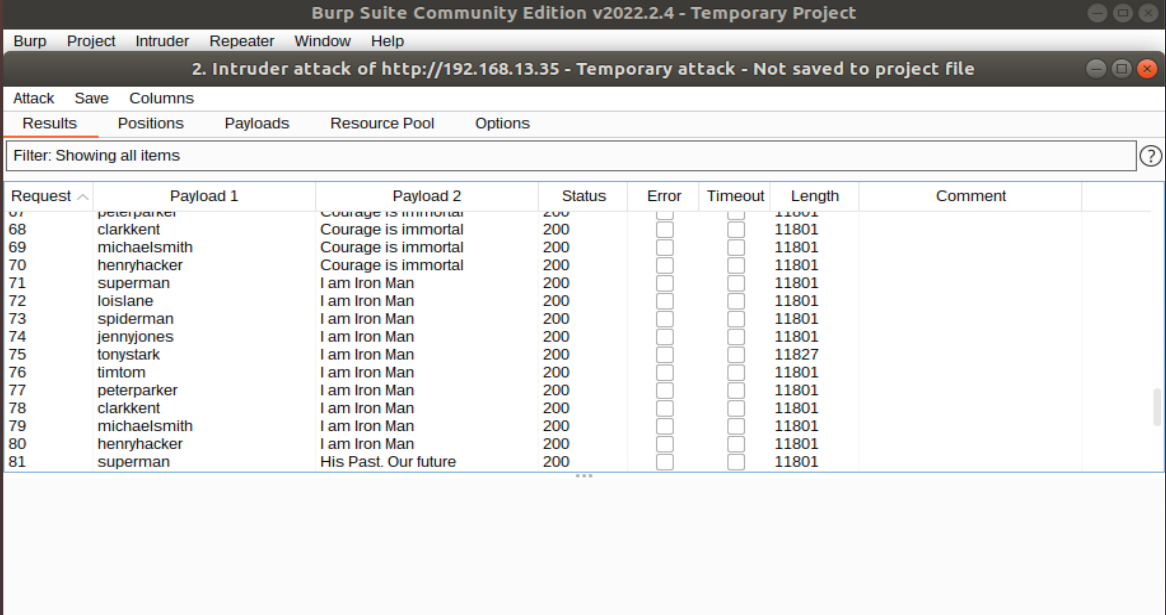 Burp Suite Community Edition v2022.2.4 - Temporary Project
Burp Project Intruder Repeater Window Help
2. Intruder attack of http://192.168.13.35 - Temporary attack - Not saved to project file
Attack Save Columns
Results Positions Payloads Resource Pool Options
Filter: Showing all items ?
Request Payload 1 Payload 2 Status Error Timeout Length Comment
67 peterparker Courage is immortal 200 11801
68 clarkkent Courage is immortal 200 11801
69 michaelsmith Courage is immortal 200 11801
70 henryhacker Courage is immortal 200 11801
71 superman I am Iron Man 200 11801
72 loislane I am Iron Man 200 11801
73 spiderman I am Iron Man 200 11801
74 jennyjones I am Iron Man 200 11801
75 tonystark I am Iron Man 200 11827
76 timtom I am Iron Man 200 11801
77 peterparker I am Iron Man 200 11801
78 clarkkent I am Iron Man 200 11801
79 michaelsmith I am Iron Man 200 11801
80 henryhacker I am Iron Man 200 11801
81 superman His Past. Our future 200 11801